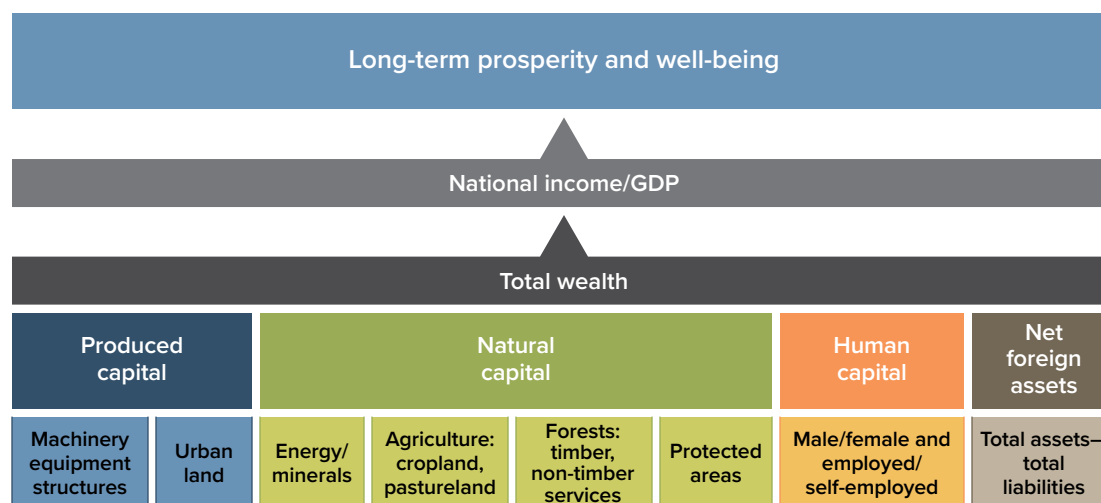 Long-term prosperity and well-being
National income/GDP
Total wealth
Produced
capital
Natural
capital
Human
capital
Net
foreign
assets
Machinery
equipment
structures
Urban
land
Energy/
minerals
Agriculture:
cropland,
pastureland
Forests:
timber,
non-timber
services
Protected
areas
Male/female and
employed/
self-employed
Total assets–
total
liabilities